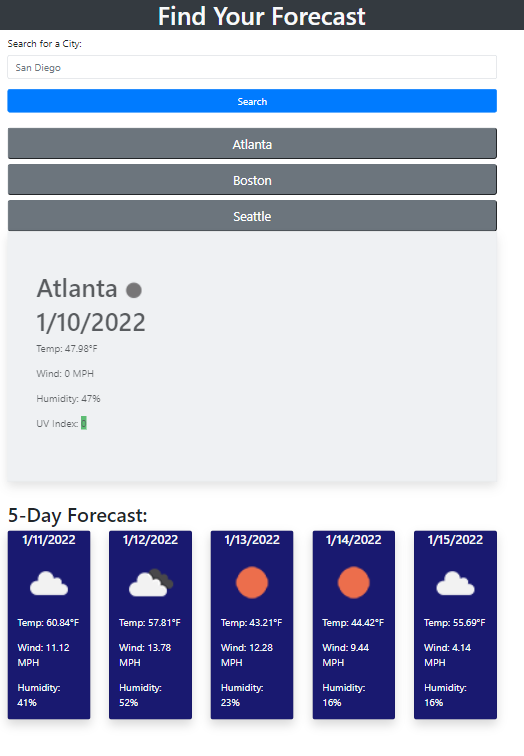 Find Your Forecast
Search for a City:
San Diego
Search
Atlanta
Boston
Seattle
Atlanta
1/10/2022
Temp: 47.98°F
Wind: 0 MPH
Humidity: 47%
UV Index: 0
5-Day Forecast:
1/11/2022
Temp: 60.84°F
Wind: 11.12
MPH
Humidity:
41%
1/12/2022
Temp: 57.81°F
Wind: 13.78
MPH
Humidity:
52%
1/13/2022
Temp: 43.21°F
Wind: 12.28
MPH
Humidity:
23%
1/14/2022
Temp: 44.42°F
Wind: 9.44
MPH
Humidity:
16%
1/15/2022
Temp: 55.69°F
Wind: 4.14
MPH
Humidity:
16%